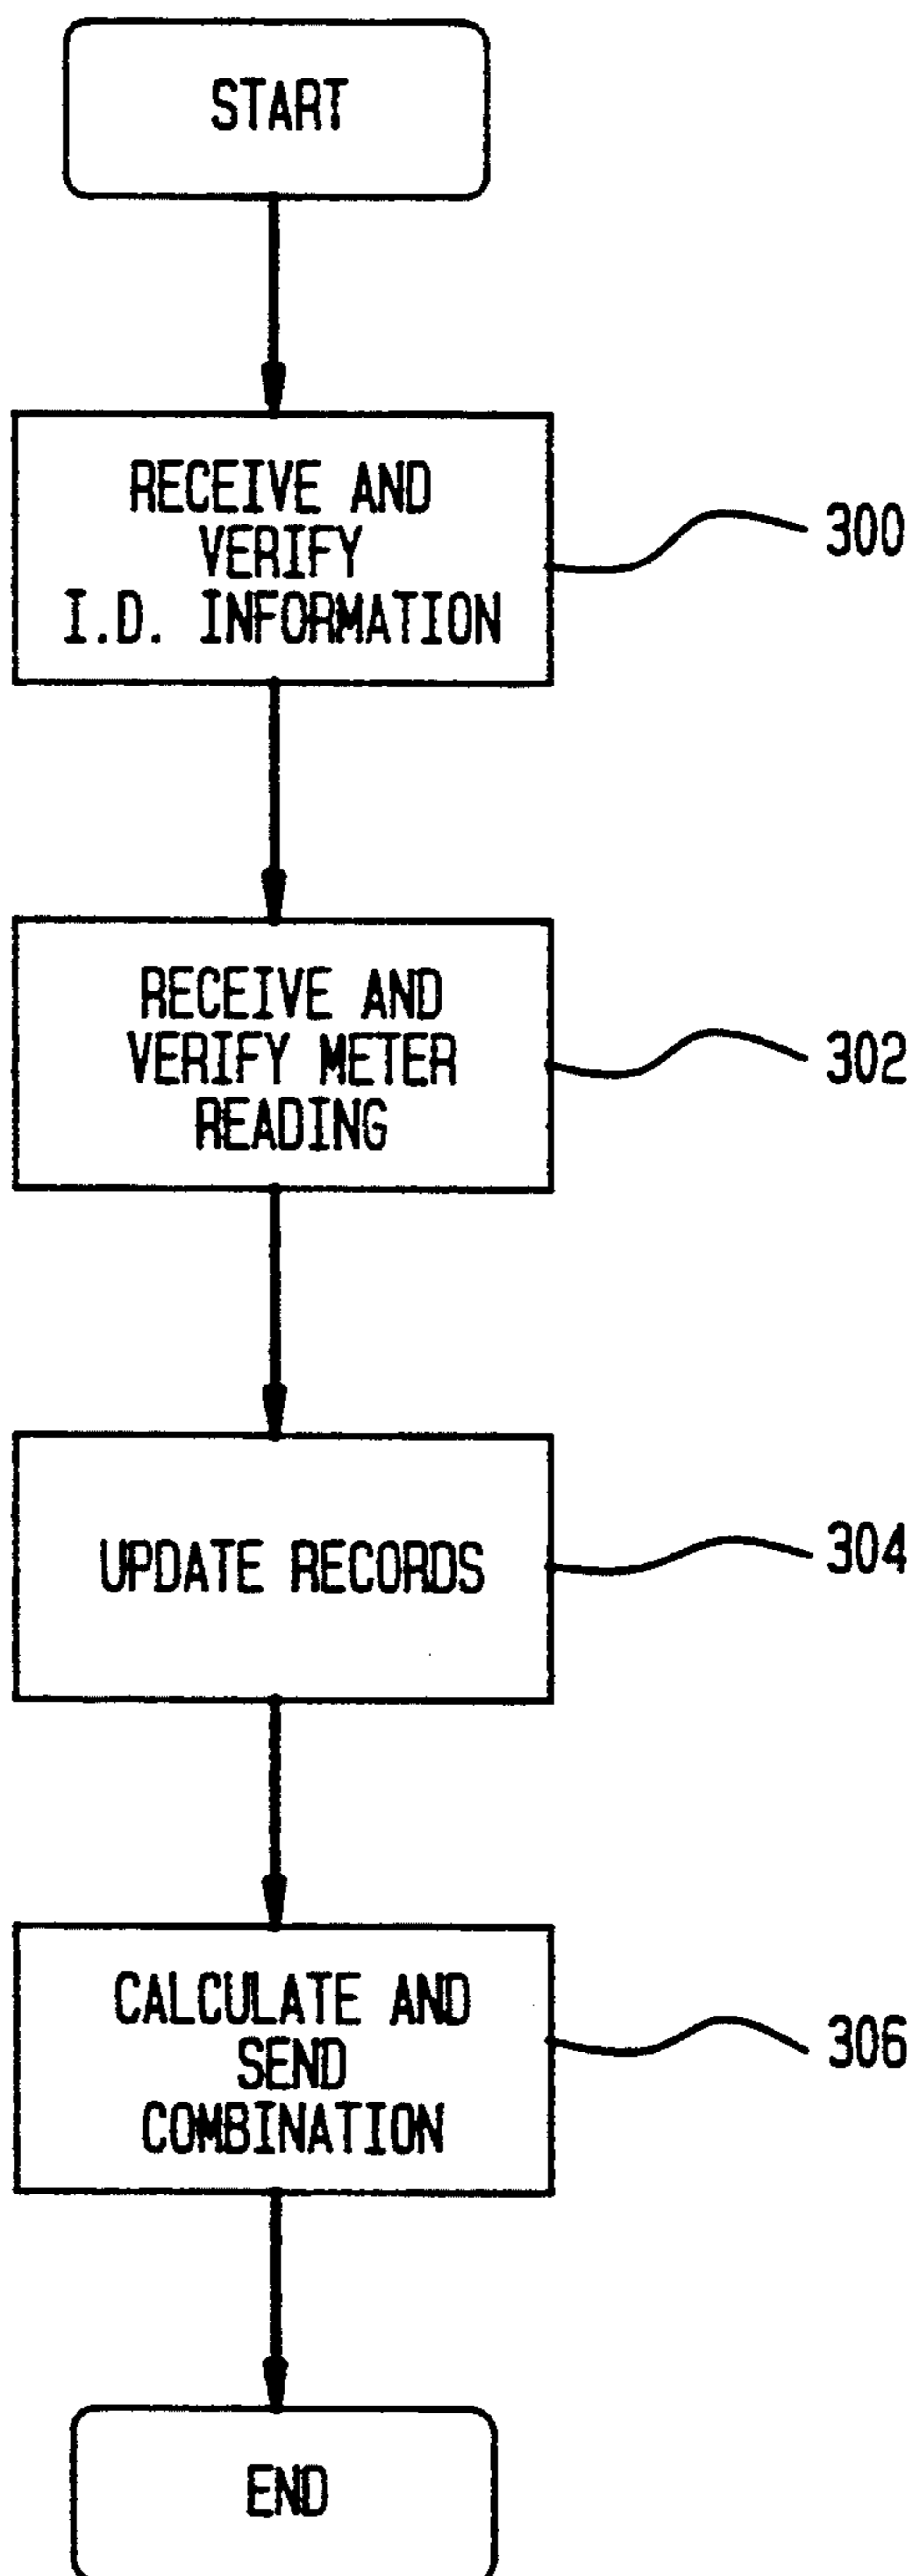 START
RECEIVE AND
VERIFY
I.D. INFORMATION
300
RECEIVE AND
VERIFY METER
READING
302
UPDATE RECORDS
304
CALCULATE AND
SEND
COMBINATION
306
END